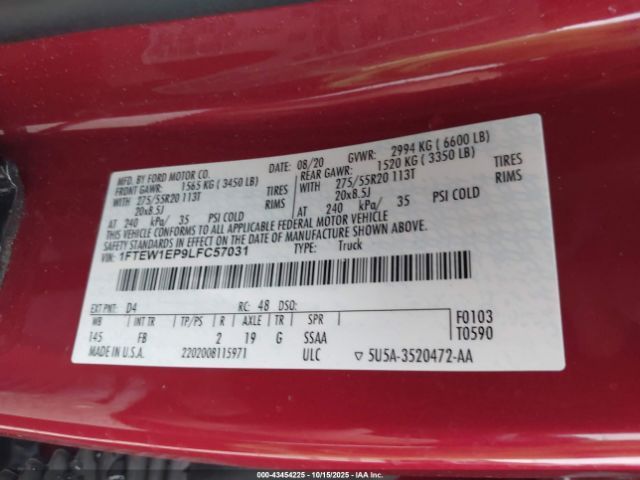 MFD. BY FORD MOTOR CO.
DATE: 08/20 GVWR: 2994 KG ( 6600 LB)
FRONT GAWR: 1565 KG ( 3450 LB)
REAR GAWR: 1520 KG ( 3350 LB)
WITH 275/55R20 113T TIRES
WITH 275/55R20 113T TIRES
20x8.5J RIMS
20x8.5J RIMS
AT 240 kPa/ 35 PSI COLD
AT 240 kPa/ 35 PSI COLD
THIS VEHICLE CONFORMS TO ALL APPLICABLE FEDERAL MOTOR VEHICLE
SAFETY STANDARDS IN EFFECT ON THE DATE OF MANUFACTURE SHOWN ABOVE.
VIN: 1FTEW1EP9LFC57031
TYPE: Truck
EXT PNT: D4 RC: 48 DSO:
WB INT TR TP/PS R AXLE TR SPR
145 FB 2 19 G SSAA
F0103
T0590
MADE IN U.S.A. 2202008115971 ULC ▽ 5U5A-3520472-AA
000-43454225 - 10/15/2025 - IAAI.CA